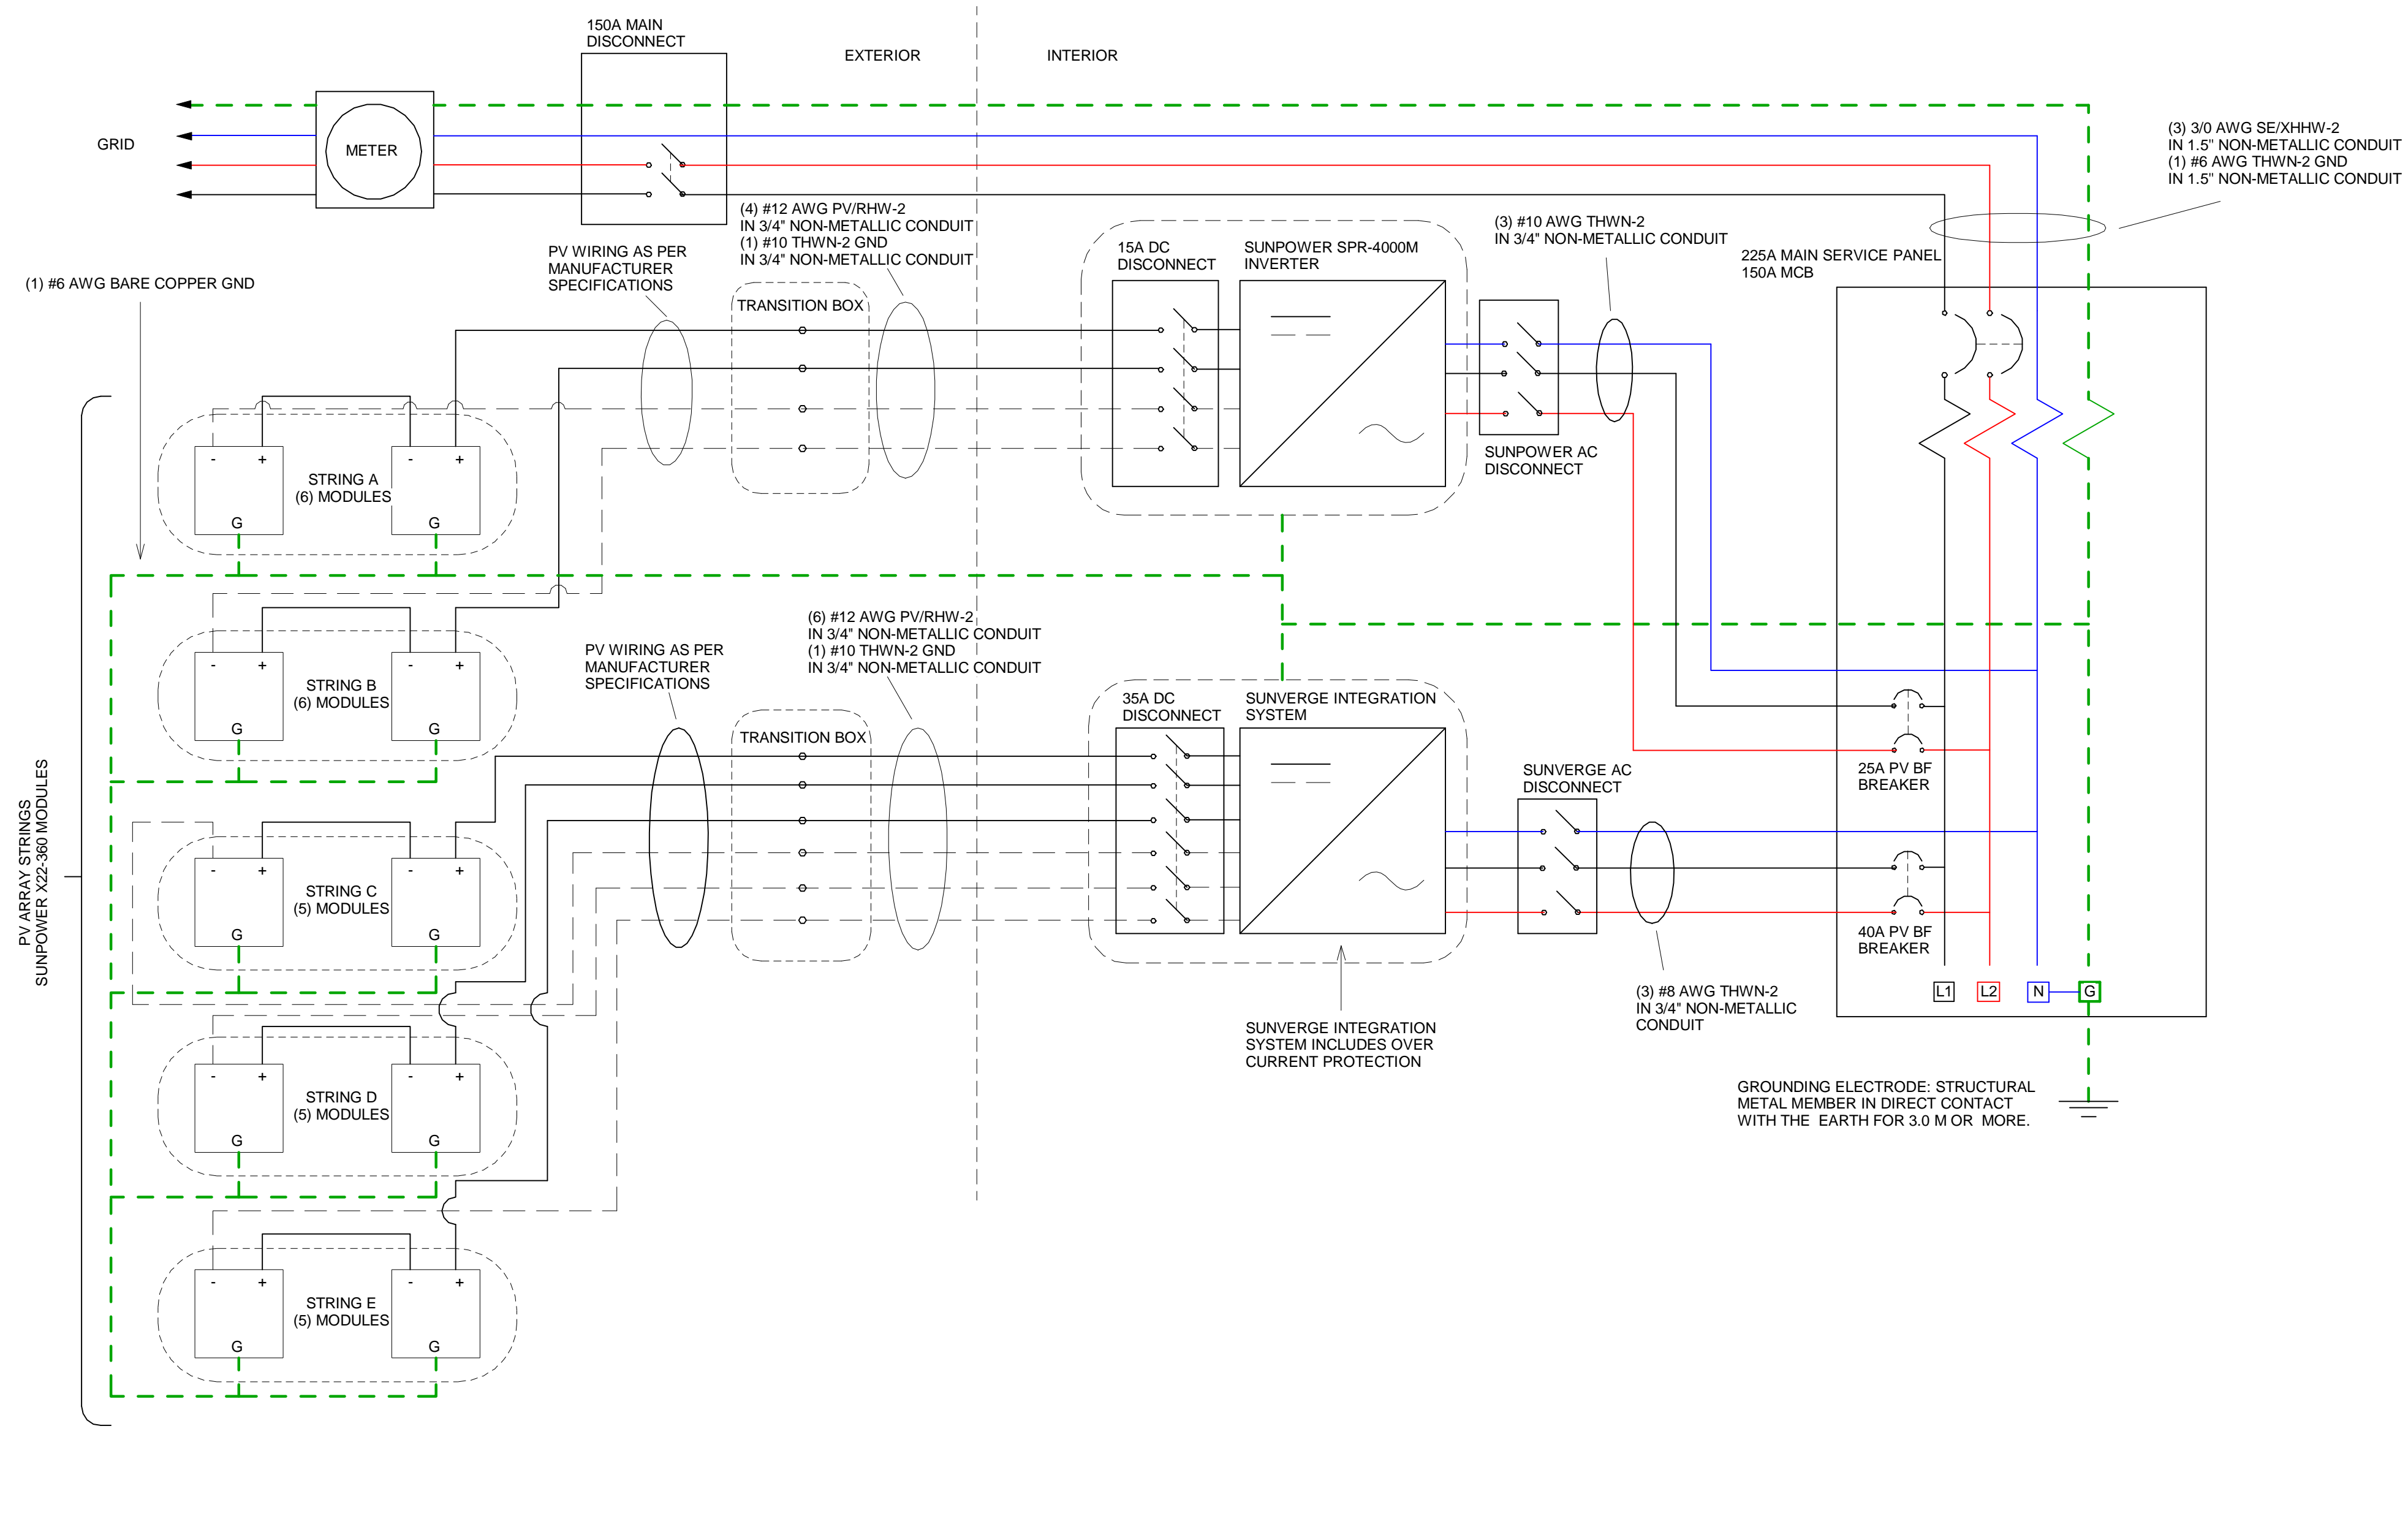 150A MAIN
DISCONNECT
EXTERIOR
INTERIOR
GRID
METER
(3) 3/0 AWG SE/XHHW-2
IN 1.5" NON-METALLIC CONDUIT
(1) #6 AWG THWN-2 GND
IN 1.5" NON-METALLIC CONDUIT
(4) #12 AWG PV/RHW-2
IN 3/4" NON-METALLIC CONDUIT
(1) #10 THWN-2 GND
IN 3/4" NON-METALLIC CONDUIT
PV WIRING AS PER
MANUFACTURER
SPECIFICATIONS
(1) #6 AWG BARE COPPER GND
TRANSITION BOX
15A DC
DISCONNECT
SUNPOWER SPR-4000M
INVERTER
(3) #10 AWG THWN-2
IN 3/4" NON-METALLIC CONDUIT
225A MAIN SERVICE PANEL
150A MCB
SUNPOWER AC
DISCONNECT
- + - +
STRING A
(6) MODULES
G G
- + - +
STRING B
(6) MODULES
G G
(6) #12 AWG PV/RHW-2
IN 3/4" NON-METALLIC CONDUIT
(1) #10 THWN-2 GND
IN 3/4" NON-METALLIC CONDUIT
PV WIRING AS PER
MANUFACTURER
SPECIFICATIONS
TRANSITION BOX
35A DC
DISCONNECT
SUNVERGE INTEGRATION
SYSTEM
SUNVERGE AC
DISCONNECT
25A PV BF
BREAKER
40A PV BF
BREAKER
PV ARRAY STRINGS
SUNPOWER X22-360 MODULES
- + - +
STRING C
(5) MODULES
G G
L1 L2 N G
(3) #8 AWG THWN-2
IN 3/4" NON-METALLIC
CONDUIT
SUNVERGE INTEGRATION
SYSTEM INCLUDES OVER
CURRENT PROTECTION
- + - +
STRING D
(5) MODULES
G G
GROUNDING ELECTRODE: STRUCTURAL
METAL MEMBER IN DIRECT CONTACT
WITH THE EARTH FOR 3.0 M OR MORE.
- + - +
STRING E
(5) MODULES
G G